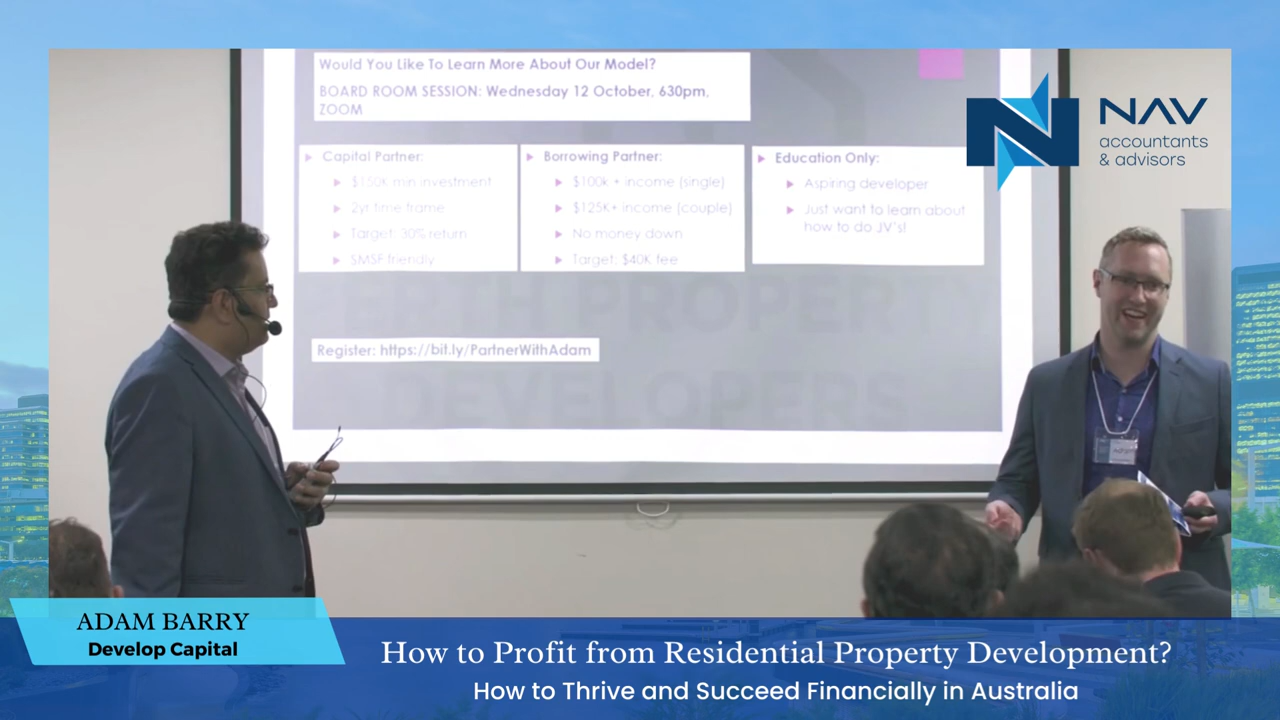 Would You Like To Learn More About Our Model?
BOARD ROOM SESSION: Wednesday 12 October, 630pm,
ZOOM
Capital Partner:
$150k min investment
2yr time frame
Target: 30% return
SMSF friendly
Borrowing Partner:
$100k + income (single)
$125K+ income (couple)
No money down
Target: $40K fee
Education Only:
Aspiring developer
Just want to learn about
how to do JV's!
PROPERTY
DEVELOPERS
Register: https://bit.ly/PartnerWithAdam
NAV
accountants
& advisors
ADAM BARRY
Develop Capital
How to Profit from Residential Property Development?
How to Thrive and Succeed Financially in Australia